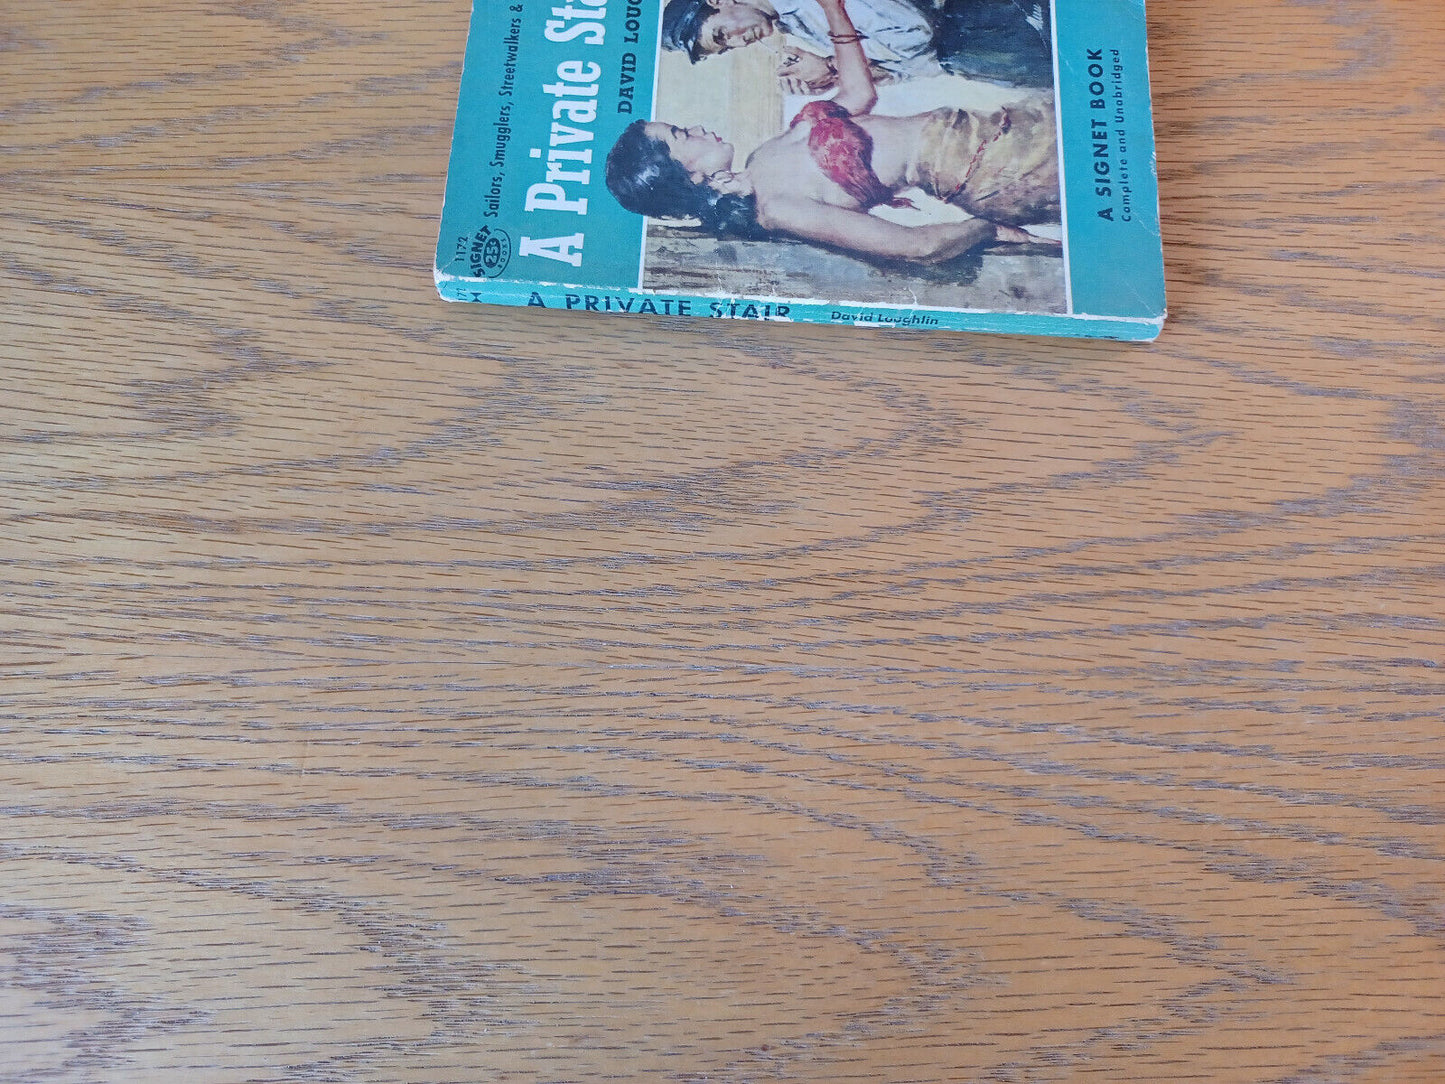 1172
SIGNET
25¢
BOOKS
Sailors, Smugglers, Streetwalkers &
A Private Sta
DAVID LOUG
A SIGNET BOOK
Complete and Unabridged
A PRIVATE STAIR David Loughlin